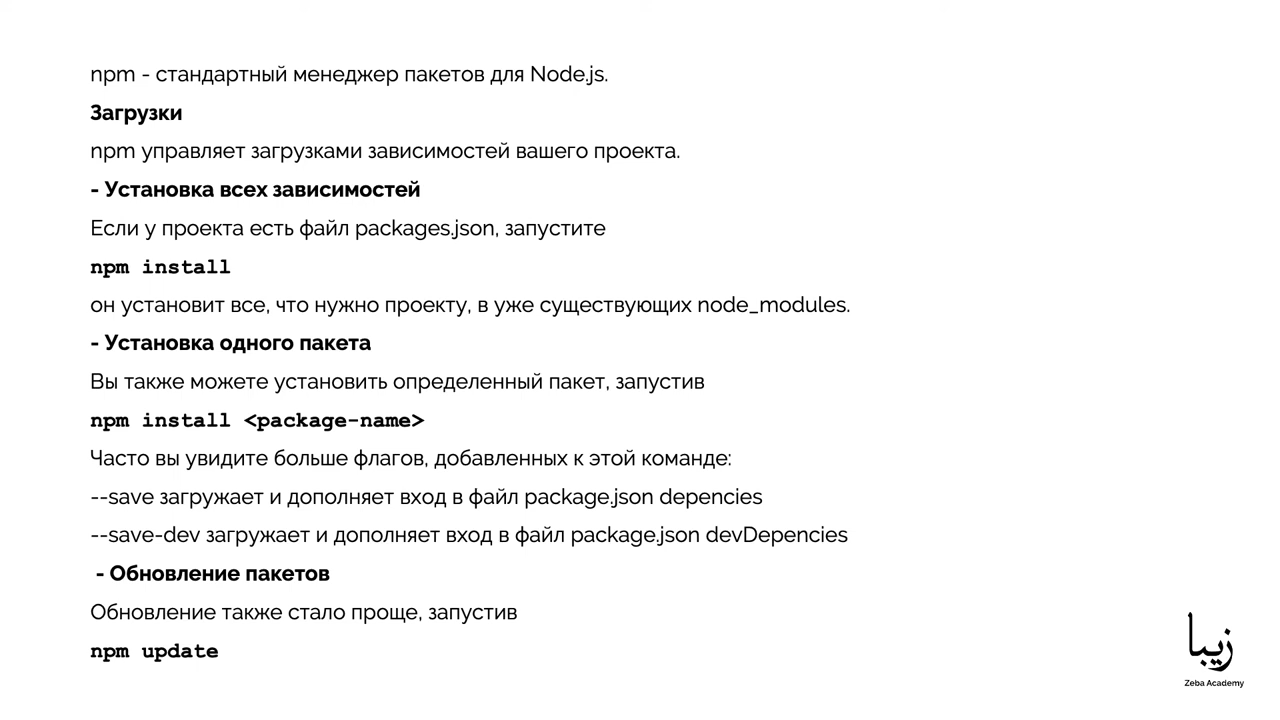 npm - стандартный менеджер пакетов для Node.js.
Загрузки
npm управляет загрузками зависимостей вашего проекта.
- Установка всех зависимостей
Если у проекта есть файл packages.json, запустите
npm install
он установит все, что нужно проекту, в уже существующих node_modules.
- Установка одного пакета
Вы также можете установить определенный пакет, запустив
npm install <package-name>
Часто вы увидите больше флагов, добавленных к этой команде:
--save загружает и дополняет вход в файл package.json depencies
--save-dev загружает и дополняет вход в файл package.json devDepencies
- Обновление пакетов
Обновление также стало проще, запустив
npm update
زیبا
Zeba Academy